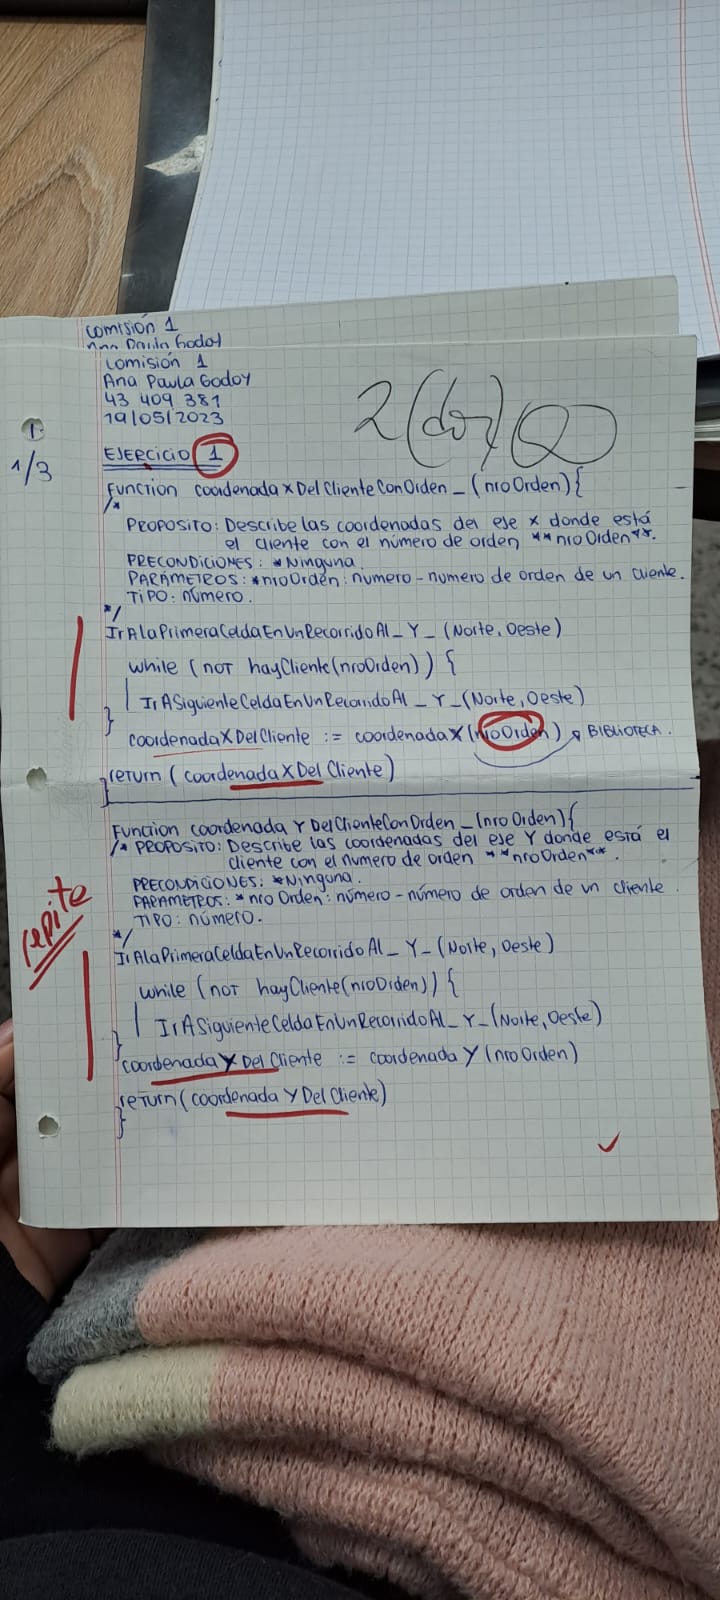 comisión 1
Ana Paula Godoy
comisión 1
Ana Paula Godoy
43 409 381
19/05/2023
2 (dos)
1/3
EJERCICIO 1
Function coordenadaXDelClienteConOrden_(nroOrden){
/*
PROPOSITO: Describe las coordenadas del eje x donde está
el cliente con el número de orden **nroOrden**.
PRECONDICIONES: *Ninguna.
PARÁMETROS: *nroOrden: numero - numero de orden de un cliente.
TIPO: número.
*/
IrAlaPrimeraCeldaEnUnRecorridoAl_Y_(Norte, Oeste)
while (not hayCliente(nroOrden)) {
IrASiguienteCeldaEnUnRecorridoAl_Y_(Norte, Oeste)
}
coordenadaXDelCliente := coordenadaX(nroOrden) BIBLIOTECA.
return (coordenadaXDelCliente)
}
Function coordenadaYDelClienteConOrden_(nroOrden){
/* PROPOSITO: Describe las coordenadas del eje Y donde está el
cliente con el numero de orden **nroOrden**.
PRECONDICIONES: *Ninguna.
repite
PARAMETROS: *nroOrden: número - número de orden de un cliente.
TIPO: número.
*/
IrAlaPrimeraCeldaEnUnRecorridoAl_Y_(Norte, Oeste)
while (not hayCliente(nroOrden)) {
IrASiguienteCeldaEnUnRecorridoAl_Y_(Norte, Oeste)
}
coordenadaYDelCliente := coordenadaY(nroOrden)
return (coordenadaYDelCliente)
}